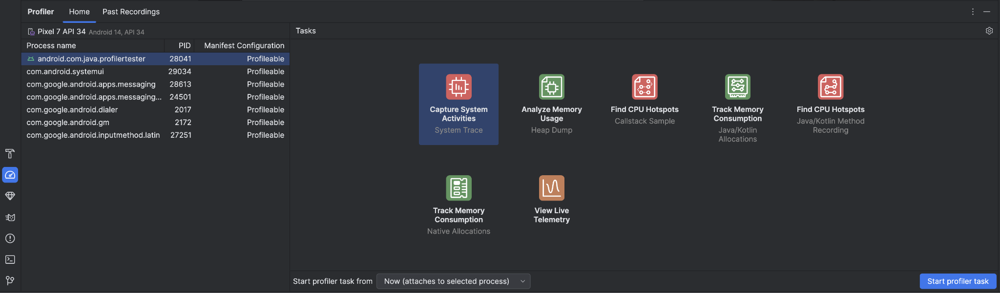 Profiler Home Past Recordings
Pixel 7 API 34 Android 14, API 34
Process name PID Manifest Configuration
android.com.java.profilertester 28041 Profileable
com.android.systemui 29034 Profileable
com.google.android.apps.messaging 28613 Profileable
com.google.android.apps.messaging... 24501 Profileable
com.google.android.dialer 2017 Profileable
com.google.android.gm 2172 Profileable
com.google.android.inputmethod.latin 27251 Profileable
Tasks
Capture System
Activities
System Trace
Analyze Memory
Usage
Heap Dump
Find CPU Hotspots
Callstack Sample
Track Memory
Consumption
Java/Kotlin
Allocations
Find CPU Hotspots
Java/Kotlin Method
Recording
Track Memory
Consumption
Native Allocations
View Live
Telemetry
Start profiler task from Now (attaches to selected process) Start profiler task